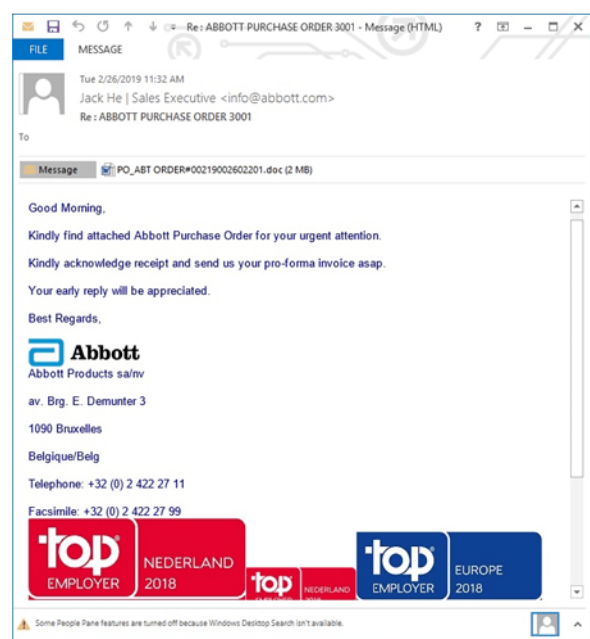 Re : ABBOTT PURCHASE ORDER 3001 - Message (HTML)
FILE MESSAGE
Tue 2/26/2019 11:32 AM
Jack He | Sales Executive <info@abbott.com>
Re : ABBOTT PURCHASE ORDER 3001
To
Message PO_ABT ORDER#00219002602201.doc (2 MB)
Good Morning,
Kindly find attached Abbott Purchase Order for your urgent attention.
Kindly acknowledge receipt and send us your pro-forma invoice asap.
Your early reply will be appreciated.
Best Regards,
Abbott
Abbott Products sa/nv
av. Brg. E. Demunter 3
1090 Bruxelles
Belgique/Belg
Telephone: +32 (0) 2 422 27 11
Facsimile: +32 (0) 2 422 27 99
top EMPLOYER
NEDERLAND
2018
top
NEDERLAND
top EMPLOYER
EUROPE
2018
Some People Pane features are turned off because Windows Desktop Search isn't available.